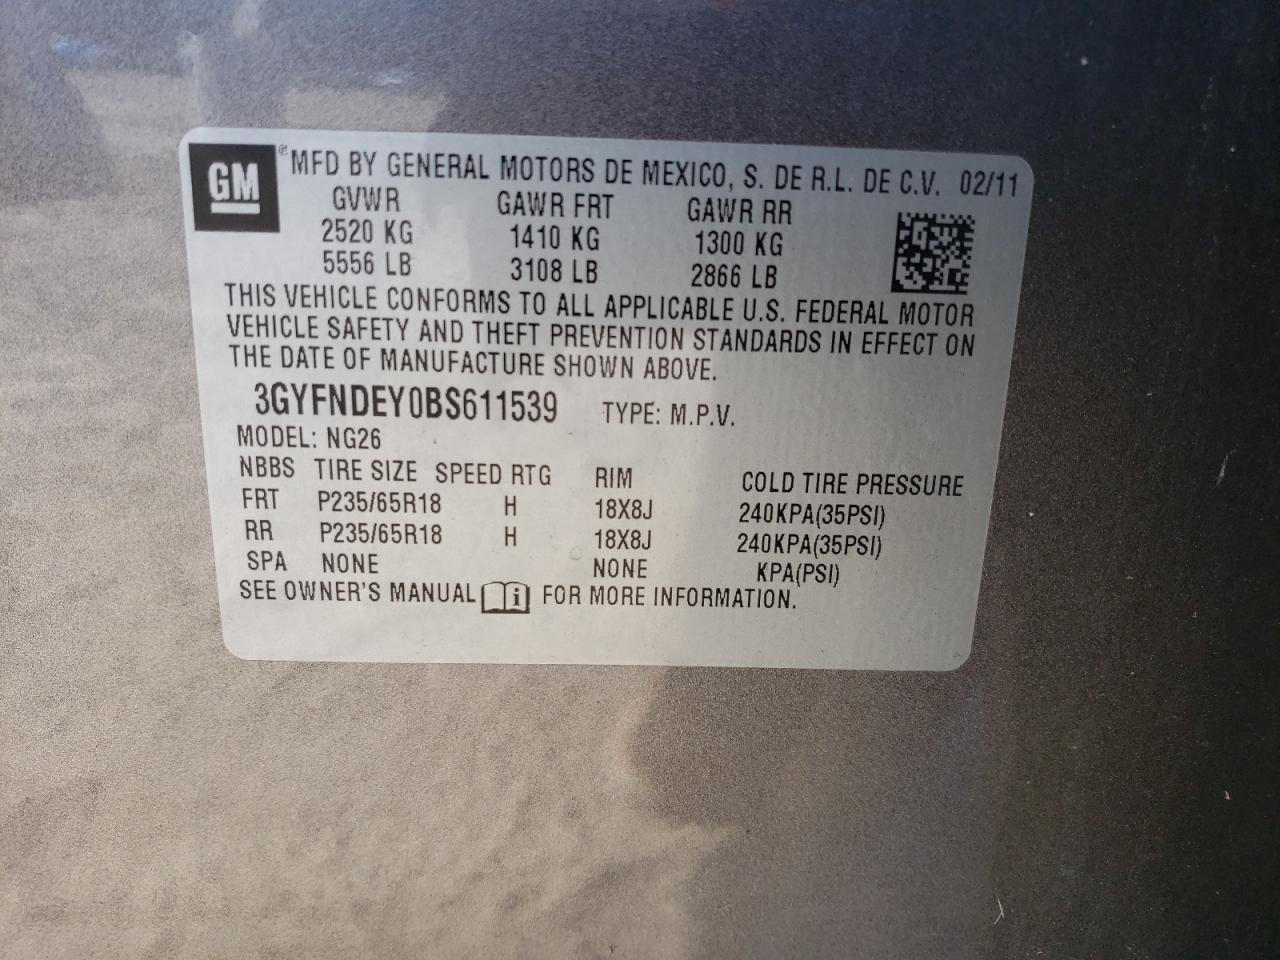 GM ® MFD BY GENERAL MOTORS DE MEXICO, S. DE R.L. DE C.V. 02/11
GVWR GAWR FRT GAWR RR
2520 KG 1410 KG 1300 KG
5556 LB 3108 LB 2866 LB
THIS VEHICLE CONFORMS TO ALL APPLICABLE U.S. FEDERAL MOTOR
VEHICLE SAFETY AND THEFT PREVENTION STANDARDS IN EFFECT ON
THE DATE OF MANUFACTURE SHOWN ABOVE.
3GYFNDEY0BS611539 TYPE: M.P.V.
MODEL: NG26
NBBS TIRE SIZE SPEED RTG RIM COLD TIRE PRESSURE
FRT P235/65R18 H 18X8J 240KPA(35PSI)
RR P235/65R18 H 18X8J 240KPA(35PSI)
SPA NONE NONE KPA(PSI)
SEE OWNER'S MANUAL i FOR MORE INFORMATION.